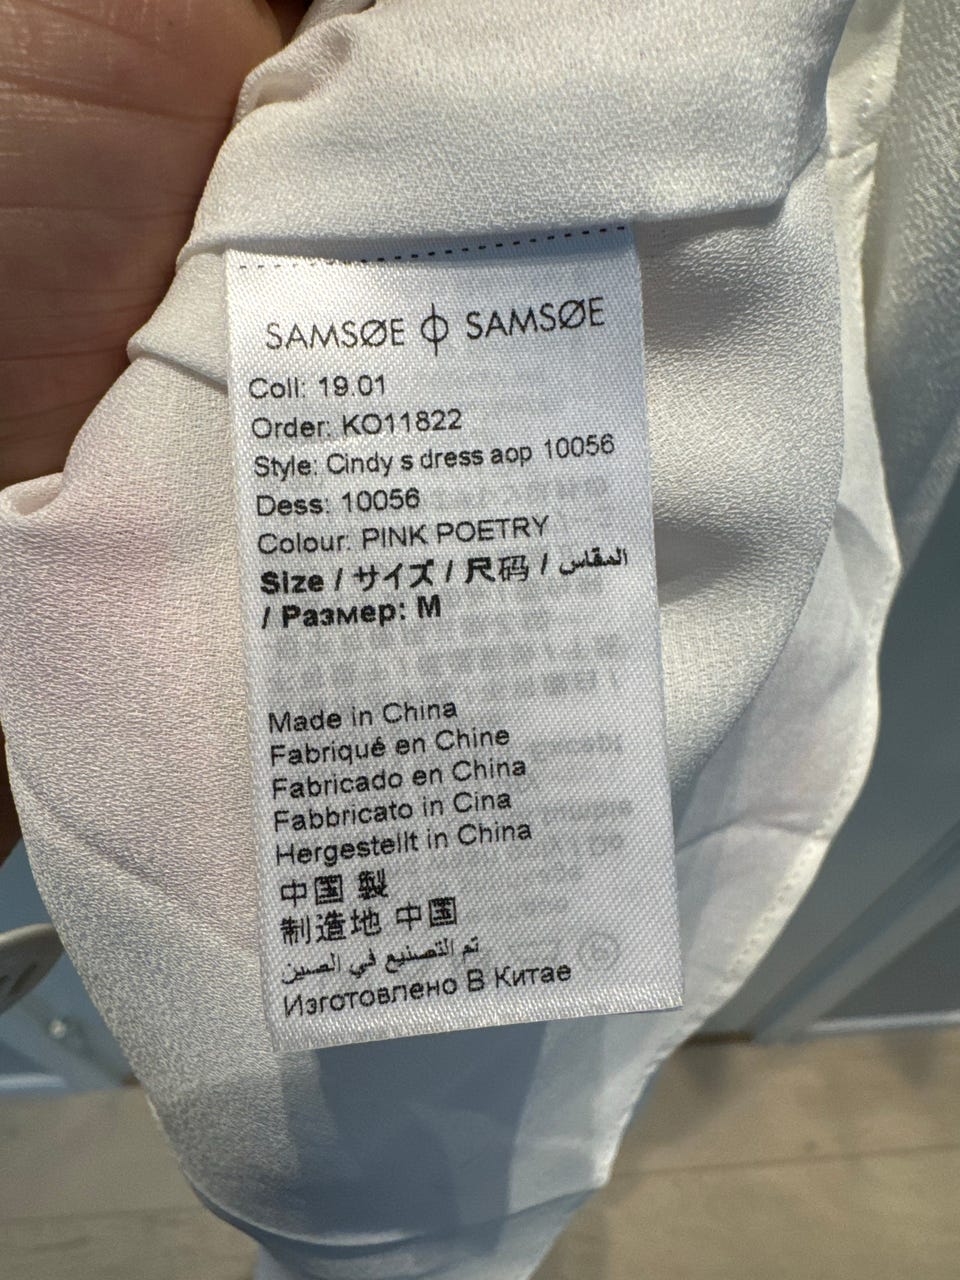 SAMSØE ф SAMSØE
Coll: 19.01
Order: KO11822
Style: Cindy s dress aop 10056
Dess: 10056
Colour: PINK POETRY
Size / サイズ / 尺码 / المقاس
/ Размер: M
Made in China
Fabriqué en Chine
Fabricado en China
Fabbricato in Cina
Hergestellt in China
中国 製
制造地 中国
تم التصنيع في الصين
Изготовлено В Китае